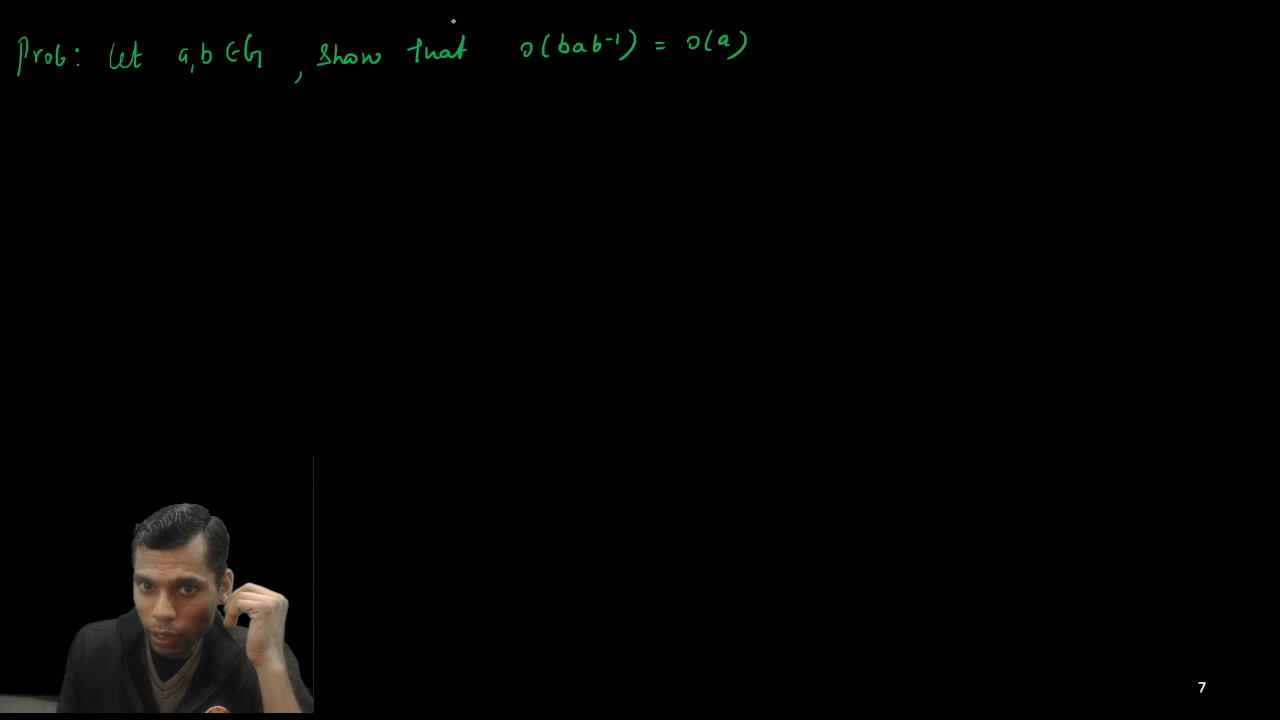 Prob: Let a,b ∈ G, show that o(bab⁻¹) = o(a)
7